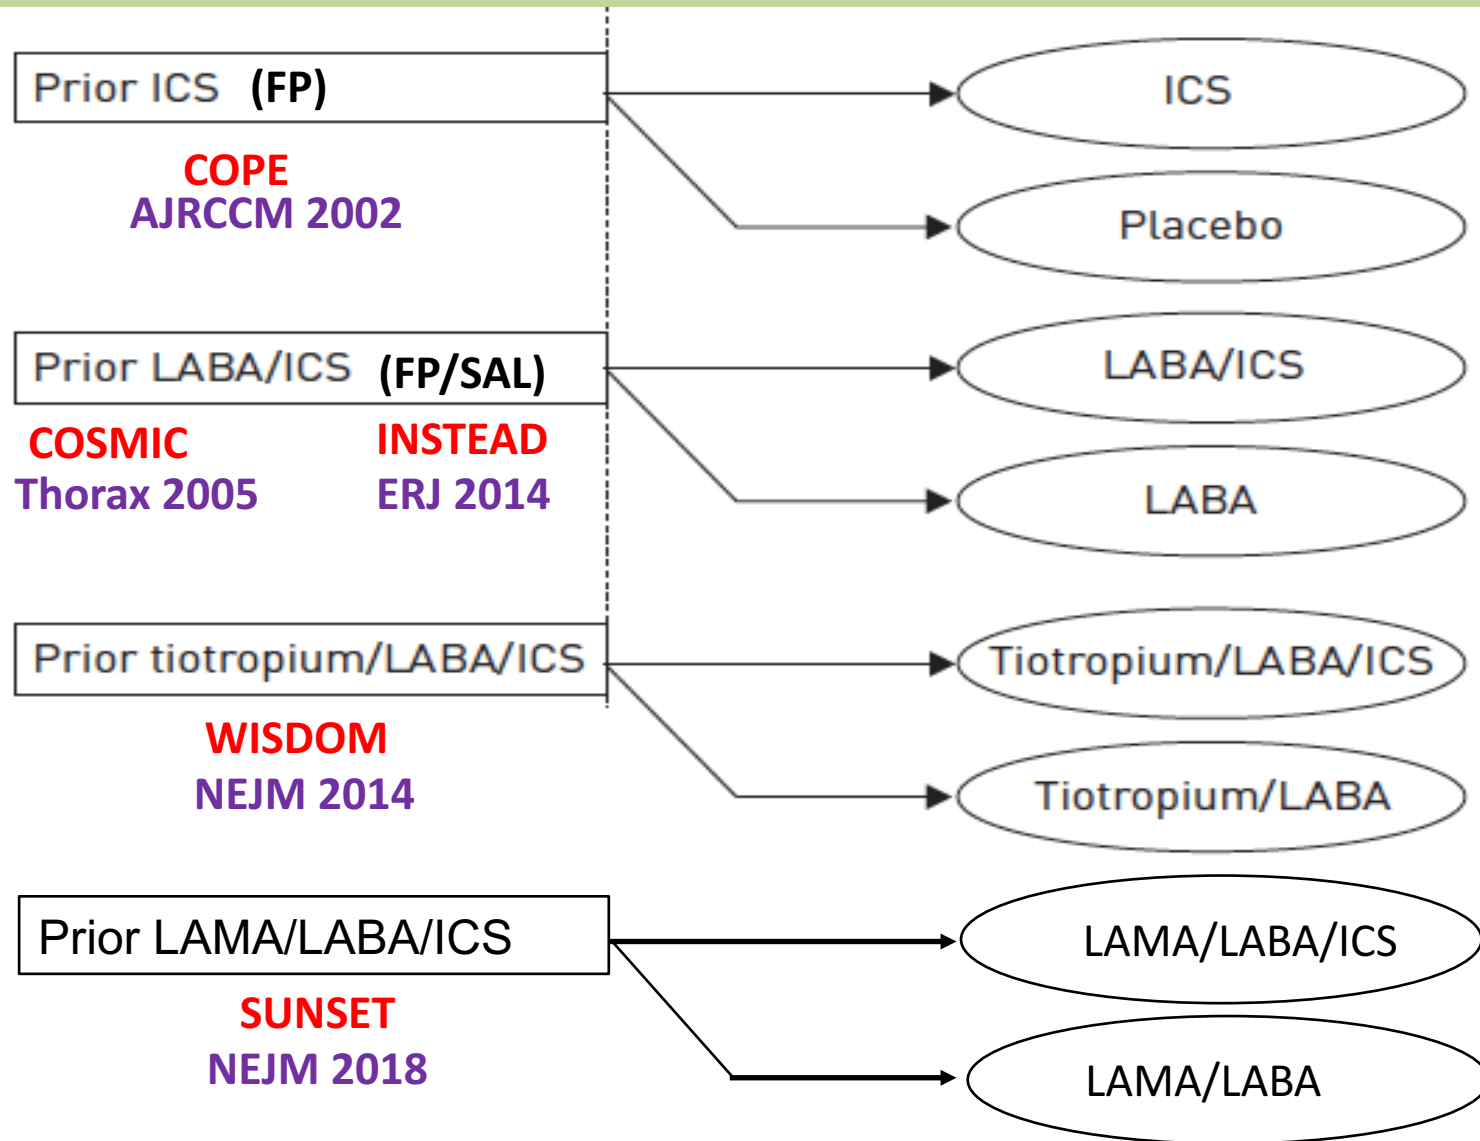 Prior ICS (FP)
ICS
COPE
AJRCCM 2002
Placebo
Prior LABA/ICS (FP/SAL)
LABA/ICS
COSMIC
Thorax 2005
INSTEAD
ERJ 2014
LABA
Prior tiotropium/LABA/ICS
Tiotropium/LABA/ICS
WISDOM
NEJM 2014
Tiotropium/LABA
Prior LAMA/LABA/ICS
LAMA/LABA/ICS
SUNSET
NEJM 2018
LAMA/LABA